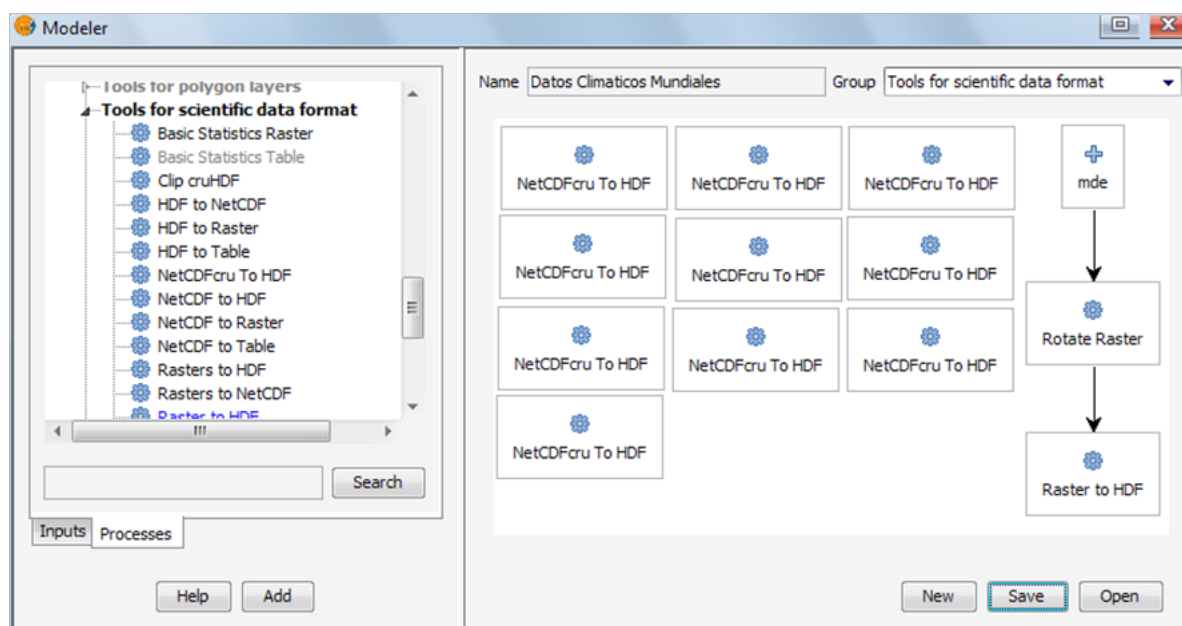 Modeler
Tools for polygon layers
Tools for scientific data format
Basic Statistics Raster
Basic Statistics Table
Clip cruHDF
HDF to NetCDF
HDF to Raster
HDF to Table
NetCDFcru To HDF
NetCDF to HDF
NetCDF to Raster
NetCDF to Table
Rasters to HDF
Rasters to NetCDF
Raster to HDF
Search
Inputs Processes
Help Add
Name Datos Climaticos Mundiales Group Tools for scientific data format
NetCDFcru To HDF NetCDFcru To HDF NetCDFcru To HDF mde
NetCDFcru To HDF NetCDFcru To HDF NetCDFcru To HDF
Rotate Raster
NetCDFcru To HDF NetCDFcru To HDF NetCDFcru To HDF
NetCDFcru To HDF
Raster to HDF
New Save Open